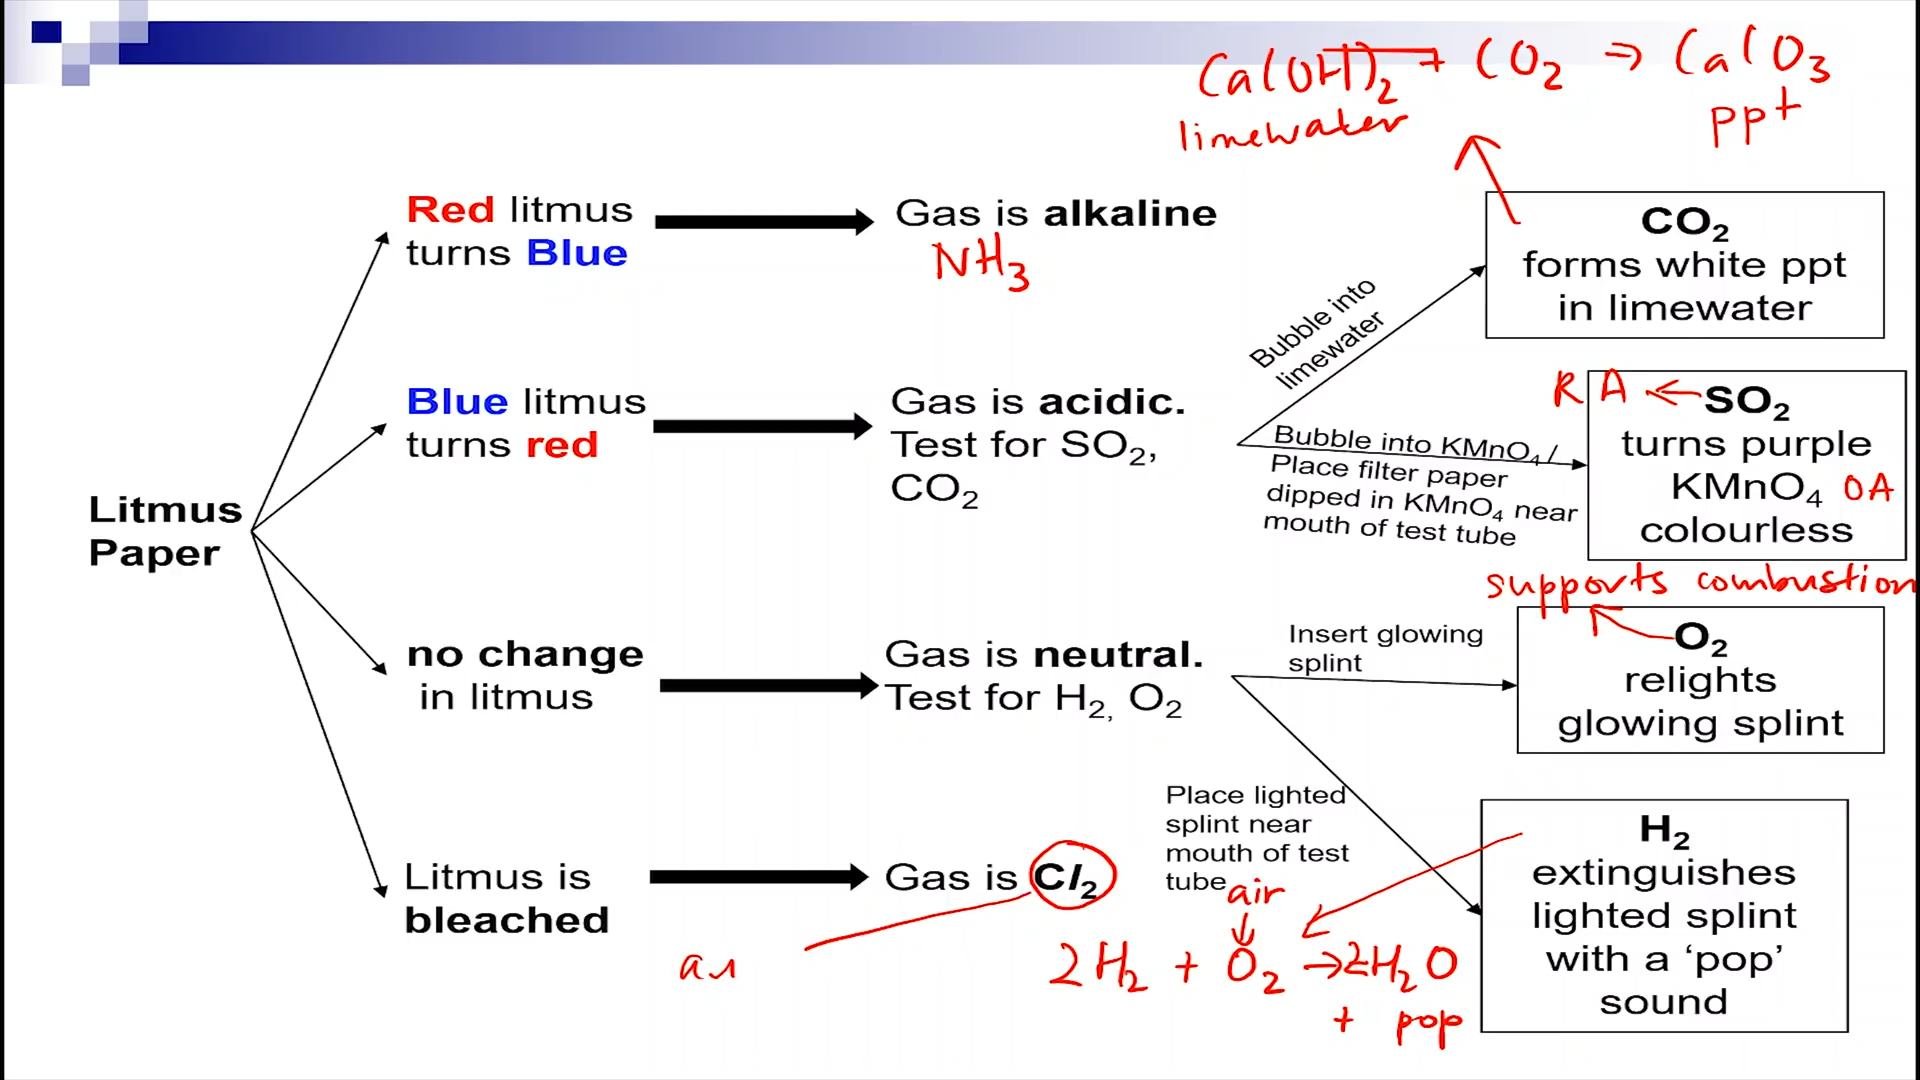 Ca(OH)₂ + CO₂ ⇒ CaCO₃
limewater
ppt
Red litmus
turns Blue
Gas is alkaline
NH₃
Bubble into
limewater
CO₂
forms white ppt
in limewater
Blue litmus
turns red
Gas is acidic.
Test for SO₂,
CO₂
Bubble into KMnO₄ /
Place filter paper
dipped in KMnO₄ near
mouth of test tube
RA ← SO₂
turns purple
KMnO₄ OA
colourless
Litmus
Paper
supports combustion
no change
in litmus
Gas is neutral.
Test for H₂, O₂
Insert glowing
splint
O₂
relights
glowing splint
Place lighted
splint near
mouth of test
tube
H₂
extinguishes
lighted splint
with a ‘pop’
sound
Litmus is
bleached
Gas is Cl₂
air
2H₂ + O₂ → 2H₂O
+ pop